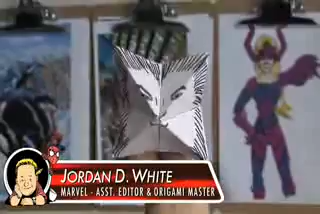 JORDAN D. WHITE
MARVEL - ASST. EDITOR & ORIGAMI MASTER